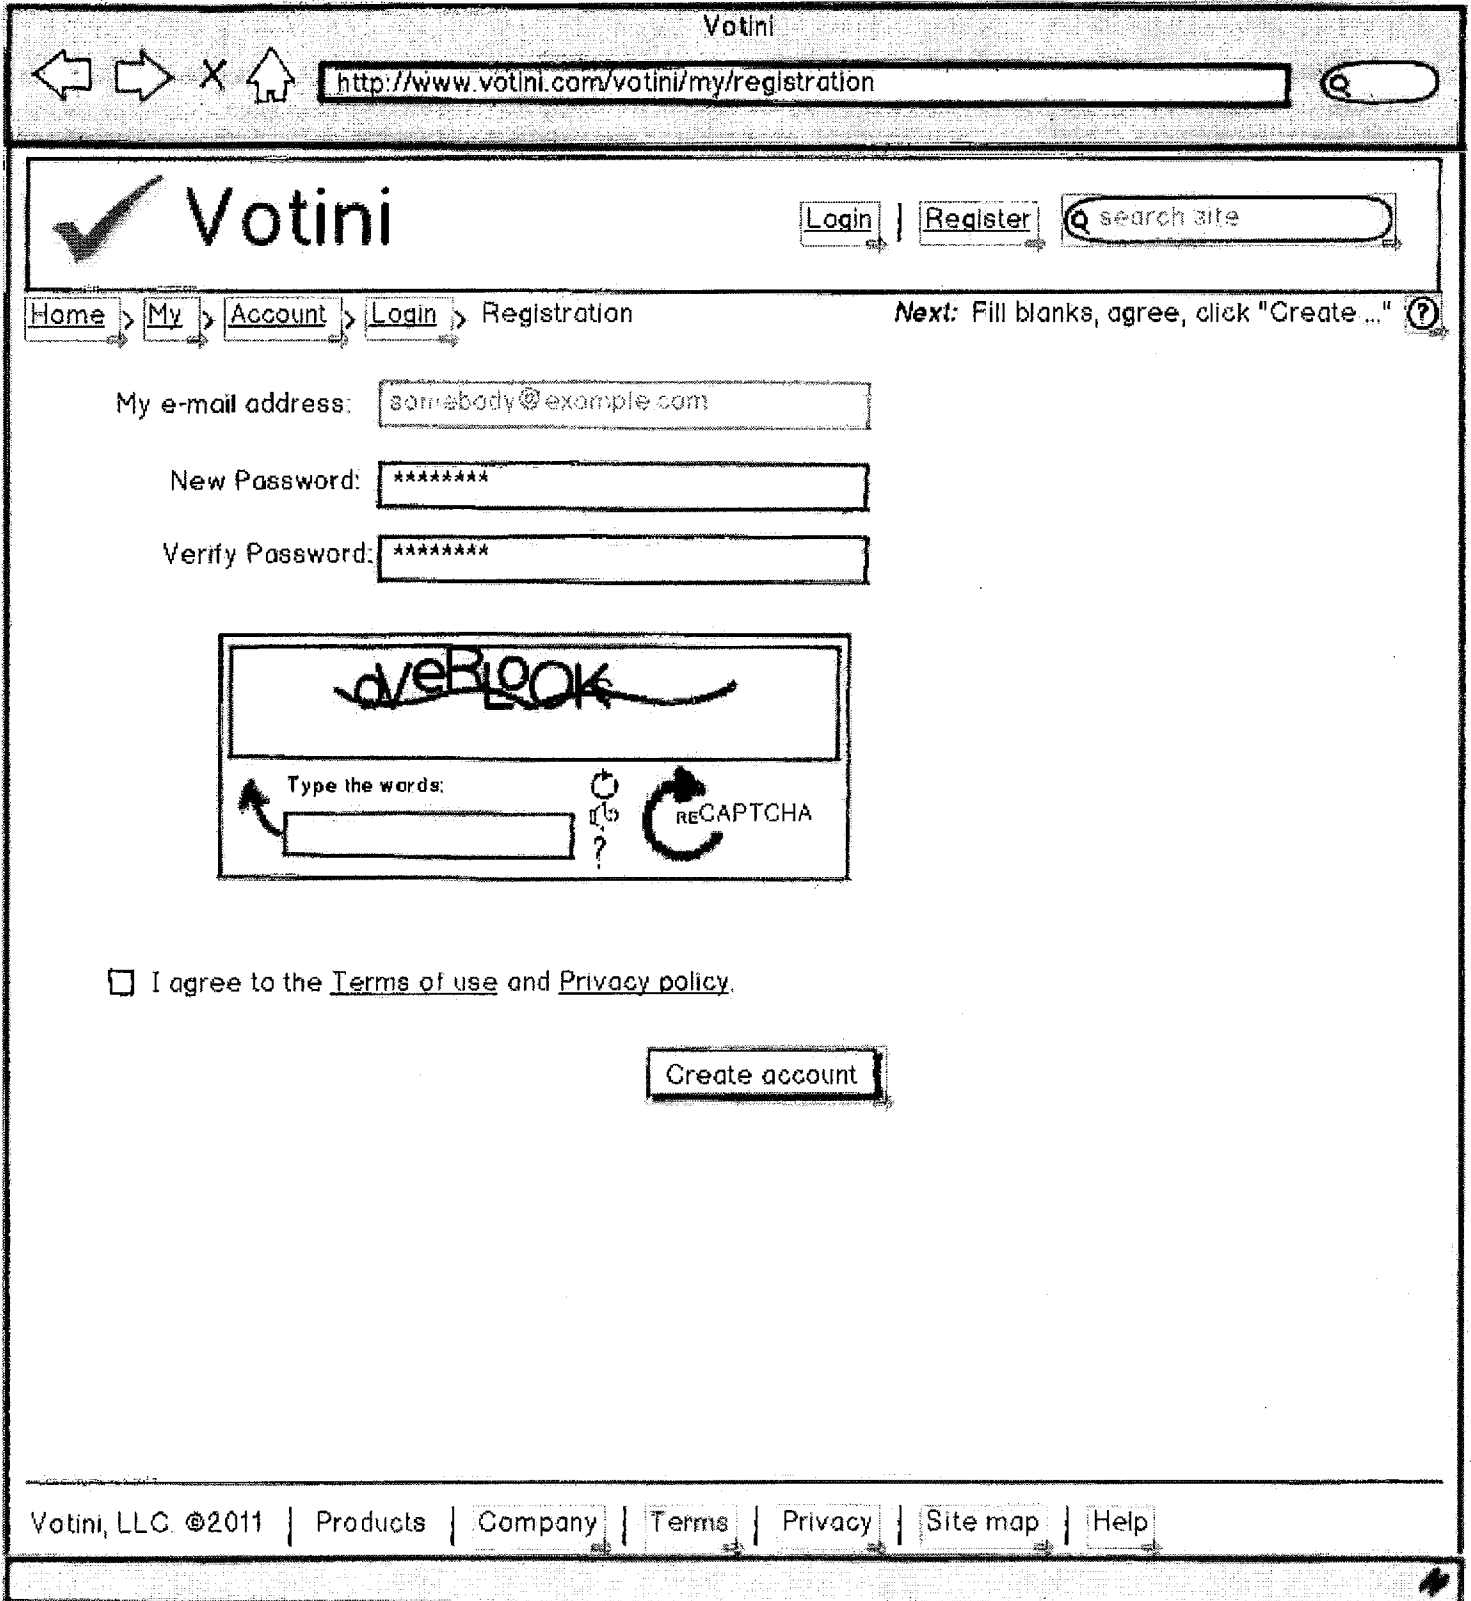 Votini
http://www.votini.com/votini/my/registration
Votini
Login | Register search site
Home > My > Account > Login > Registration Next: Fill blanks, agree, click "Create ..." ?
My e-mail address: somebody@example.com
New Password: ********
Verify Password: ********
oVeRLoOK
Type the words:
?
reCAPTCHA
I agree to the Terms of use and Privacy policy.
Create account
Votini, LLC. ©2011 | Products | Company | Terms | Privacy | Site map | Help